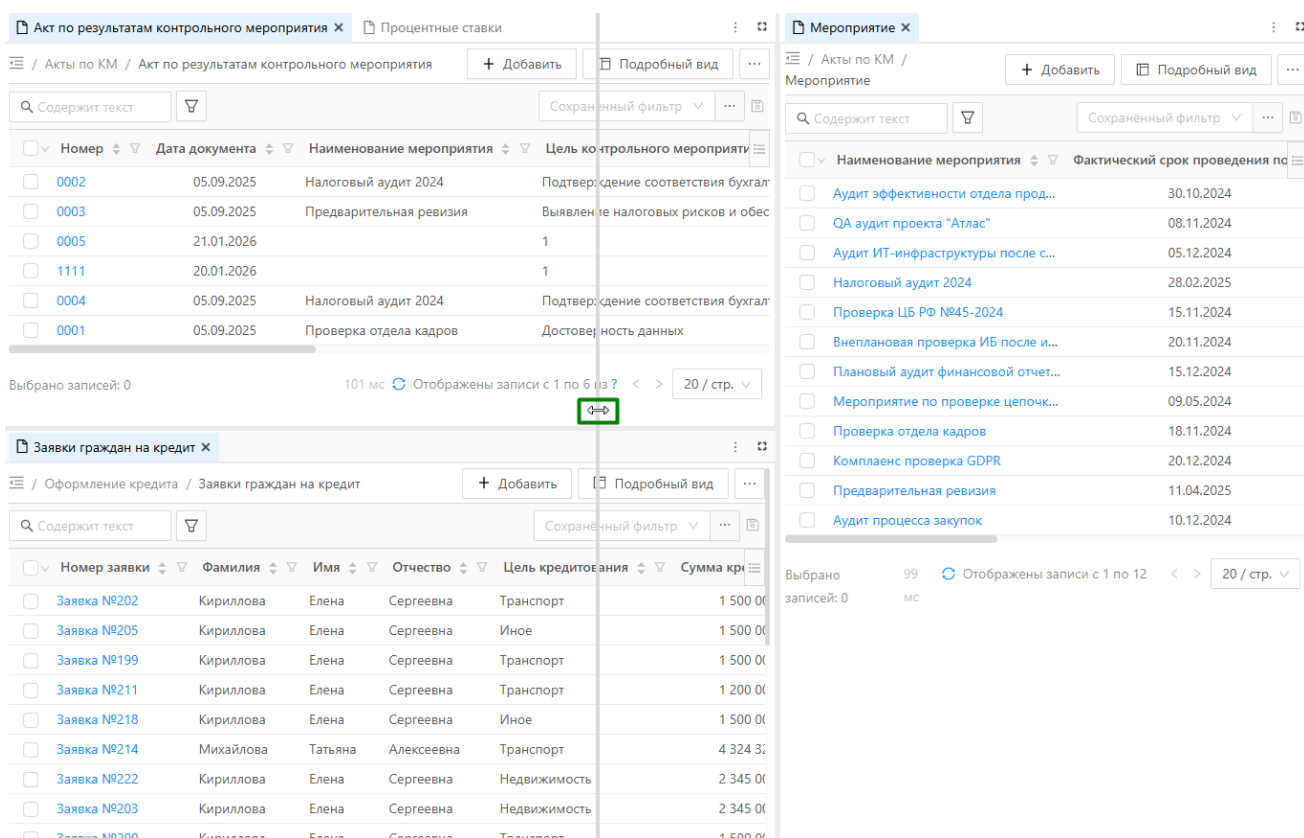 Акт по результатам контрольного мероприятия Процентные ставки
/ Акты по КМ / Акт по результатам контрольного мероприятия Добавить Подробный вид
Содержит текст Сохранённый фильтр
Номер Дата документа Наименование мероприятия Цель контрольного мероприяти
0002 05.09.2025 Налоговый аудит 2024 Подтверждение соответствия бухгал
0003 05.09.2025 Предварительная ревизия Выявление налоговых рисков и обес
0005 21.01.2026 1
1111 20.01.2026 1
0004 05.09.2025 Налоговый аудит 2024 Подтверждение соответствия бухгал
0001 05.09.2025 Проверка отдела кадров Достоверность данных
Выбрано записей: 0 101 мс Отображены записи с 1 по 6 из ? < > 20 / стр.
Заявки граждан на кредит
/ Оформление кредита / Заявки граждан на кредит Добавить Подробный вид
Содержит текст Сохранённый фильтр
Номер заявки Фамилия Имя Отчество Цель кредитования Сумма кре
Заявка №202 Кириллова Елена Сергеевна Транспорт 1 500 00
Заявка №205 Кириллова Елена Сергеевна Иное 1 500 00
Заявка №199 Кириллова Елена Сергеевна Транспорт 1 500 00
Заявка №211 Кириллова Елена Сергеевна Транспорт 1 200 00
Заявка №218 Кириллова Елена Сергеевна Иное 1 500 00
Заявка №214 Михайлова Татьяна Алексеевна Транспорт 4 324 32
Заявка №222 Кириллова Елена Сергеевна Недвижимость 2 345 00
Заявка №203 Кириллова Елена Сергеевна Недвижимость 2 345 00
Заявка №200 Кириллова Елена Сергеевна Транспорт 1 500 00
Мероприятие
/ Акты по КМ /
Мероприятие Добавить Подробный вид
Содержит текст Сохранённый фильтр
Наименование мероприятия Фактический срок проведения по
Аудит эффективности отдела прод... 30.10.2024
QA аудит проекта "Атлас" 08.11.2024
Аудит ИТ-инфраструктуры после с... 05.12.2024
Налоговый аудит 2024 28.02.2025
Проверка ЦБ РФ №45-2024 15.11.2024
Внеплановая проверка ИБ после и... 20.11.2024
Плановый аудит финансовой отчет... 15.12.2024
Мероприятие по проверке цепочк... 09.05.2024
Проверка отдела кадров 18.11.2024
Комплаенс проверка GDPR 20.12.2024
Предварительная ревизия 11.04.2025
Аудит процесса закупок 10.12.2024
Выбрано 99 Отображены записи с 1 по 12 < > 20 / стр.
записей: 0 мс